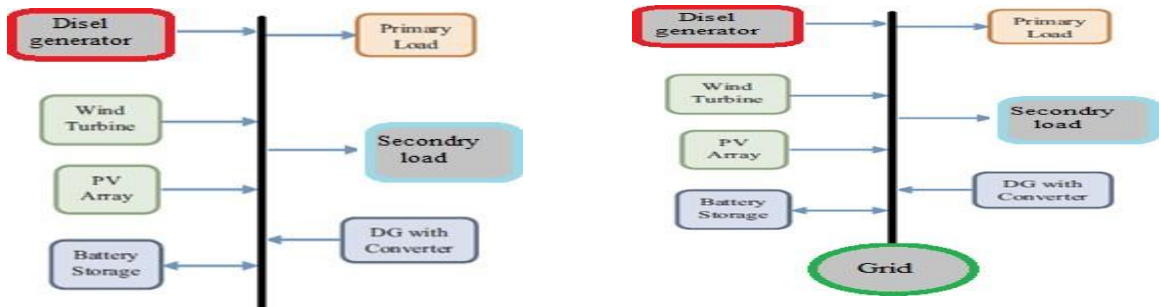 Disel
generator
Primary
Load
Wind
Turbine
Secondry
load
PV
Array
DG with
Converter
Battery
Storage
Disel
generator
Primary
Load
Wind
Turbine
Secondry
load
PV
Array
DG with
Converter
Battery
Storage
Grid